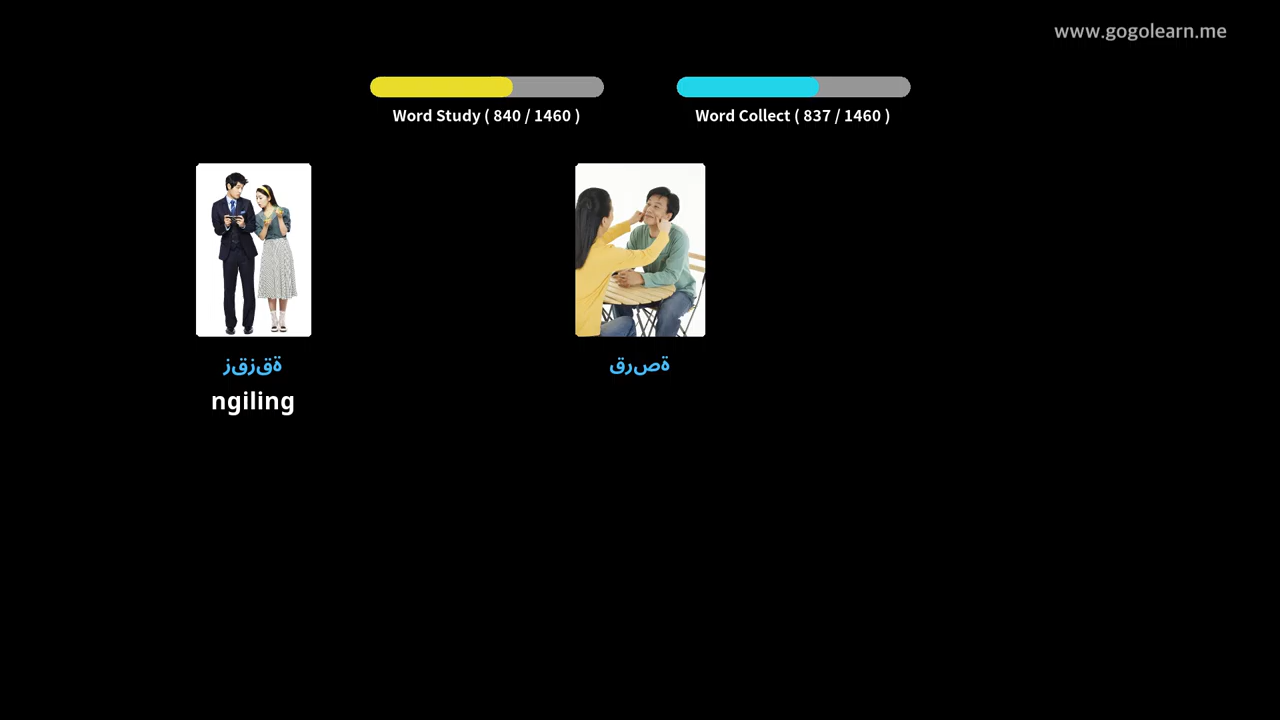 www.gogolearn.me
Word Study ( 840 / 1460 )
Word Collect ( 837 / 1460 )
ةقزقز
ngiling
ةصرق